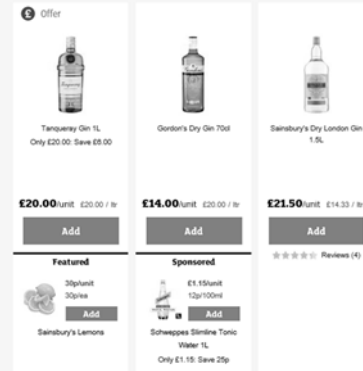 £ Offer
Tanqueray Gin 1L
Only £20.00: Save £6.00
£20.00/unit £20.00 / ltr
Add
Featured
30p/unit
30p/ea
Add
Sainsbury's Lemons
Gordon's Dry Gin 70cl
£14.00/unit £20.00 / ltr
Add
Sponsored
£1.15/unit
12p/100ml
Add
Schweppes Slimline Tonic
Water 1L
Only £1.15: Save 25p
Sainsbury's Dry London Gin
1.5L
£21.50/unit £14.33 / ltr
Add
Reviews (4)